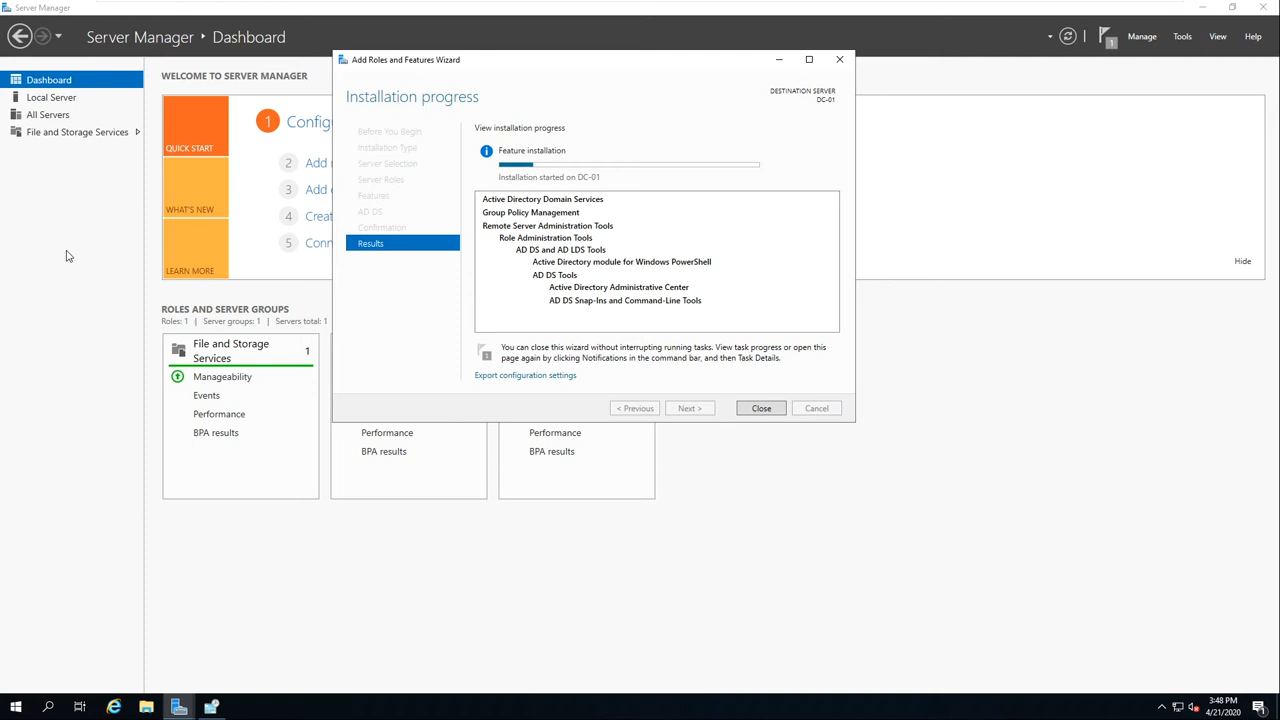 Server Manager
Server Manager
Dashboard
1
Manage
Tools
View
Help
Dashboard
Local Server
All Servers
File and Storage Services
WELCOME TO SERVER MANAGER
QUICK START
WHAT'S NEW
LEARN MORE
1
2
3
4
5
Hide
ROLES AND SERVER GROUPS
Roles: 1 | Server groups: 1 | Servers total: 1
File and Storage
Services
1
Manageability
Events
Performance
BPA results
Performance
BPA results
Performance
BPA results
Add Roles and Features Wizard
Installation progress
DESTINATION SERVER
DC-01
Before You Begin
Installation Type
Server Selection
Server Roles
Features
AD DS
Confirmation
Results
View installation progress
Feature installation
Installation started on DC-01
Active Directory Domain Services
Group Policy Management
Remote Server Administration Tools
Role Administration Tools
AD DS and AD LDS Tools
Active Directory module for Windows PowerShell
AD DS Tools
Active Directory Administrative Center
AD DS Snap-Ins and Command-Line Tools
You can close this wizard without interrupting running tasks. View task progress or open this
page again by clicking Notifications in the command bar, and then Task Details.
Export configuration settings
< Previous
Next >
Close
Cancel
3:48 PM
4/21/2020
1